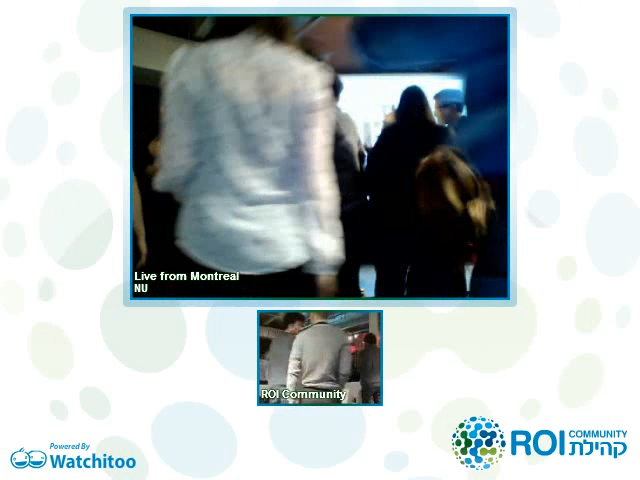 Live from Montreal
NU
ROI Community
Powered By
Watchitoo
ROI COMMUNITY
קהילת